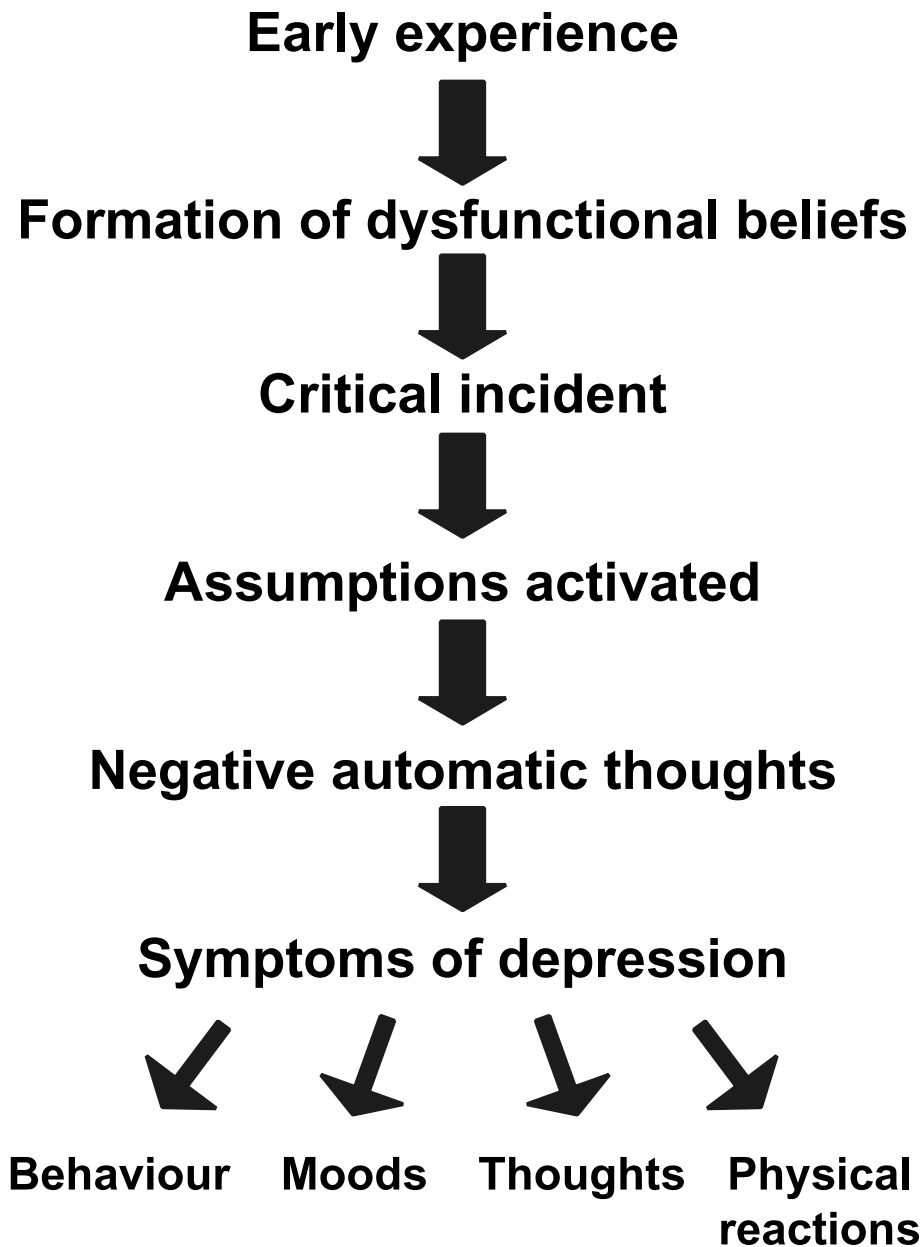 Early experience
Formation of dysfunctional beliefs
Critical incident
Assumptions activated
Negative automatic thoughts
Symptoms of depression
Behaviour
Moods
Thoughts
Physical
reactions